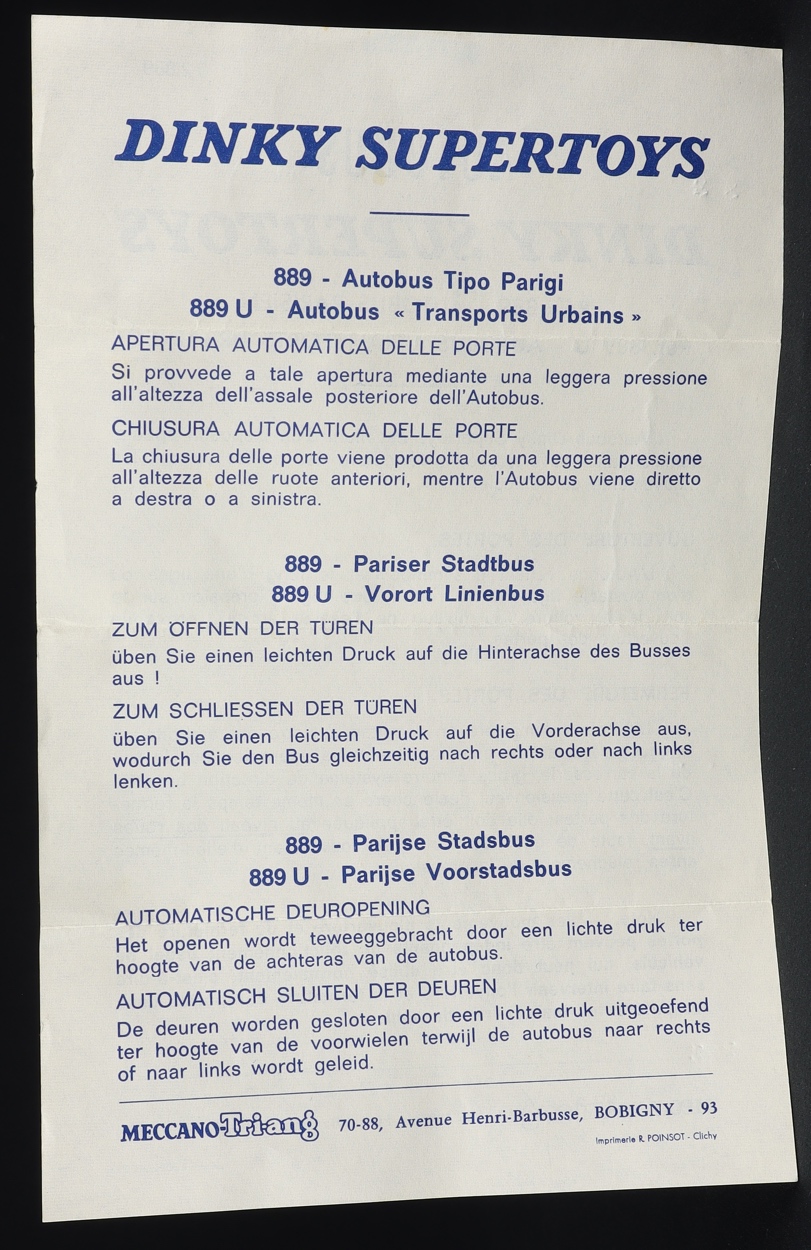 DINKY SUPERTOYS
889 - Autobus Tipo Parigi
889 U - Autobus « Transports Urbains »
APERTURA AUTOMATICA DELLE PORTE
Si provvede a tale apertura mediante una leggera pressione
all'altezza dell'assale posteriore dell'Autobus.
CHIUSURA AUTOMATICA DELLE PORTE
La chiusura delle porte viene prodotta da una leggera pressione
all'altezza delle ruote anteriori, mentre l'Autobus viene diretto
a destra o a sinistra.
889 - Pariser Stadtbus
889 U - Vorort Linienbus
ZUM ÖFFNEN DER TÜREN
üben Sie einen leichten Druck auf die Hinterachse des Busses
aus !
ZUM SCHLIESSEN DER TÜREN
üben Sie einen leichten Druck auf die Vorderachse aus,
wodurch Sie den Bus gleichzeitig nach rechts oder nach links
lenken.
889 - Parijse Stadsbus
889 U - Parijse Voorstadsbus
AUTOMATISCHE DEUROPENING
Het openen wordt teweeggebracht door een lichte druk ter
hoogte van de achteras van de autobus.
AUTOMATISCH SLUITEN DER DEUREN
De deuren worden gesloten door een lichte druk uitgeoefend
ter hoogte van de voorwielen terwijl de autobus naar rechts
of naar links wordt geleid.
MECCANO-Tri-ang 70-88, Avenue Henri-Barbusse, BOBIGNY - 93
Imprimerie R. POINSOT - Clichy